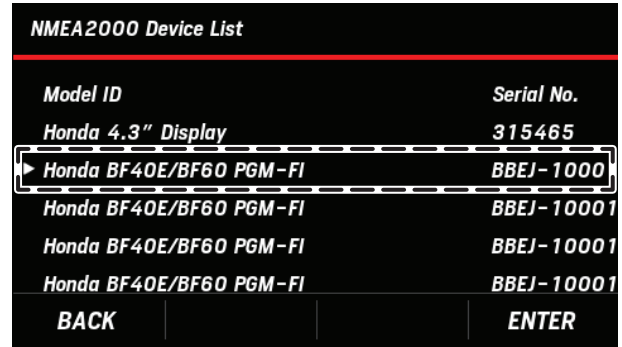 NMEA2000 Device List
Model ID Serial No.
Honda 4.3" Display 315465
Honda BF40E/BF60 PGM-FI BBEJ-1000
Honda BF40E/BF60 PGM-FI BBEJ-10001
Honda BF40E/BF60 PGM-FI BBEJ-10001
Honda BF40E/BF60 PGM-FI BBEJ-10001
BACK ENTER